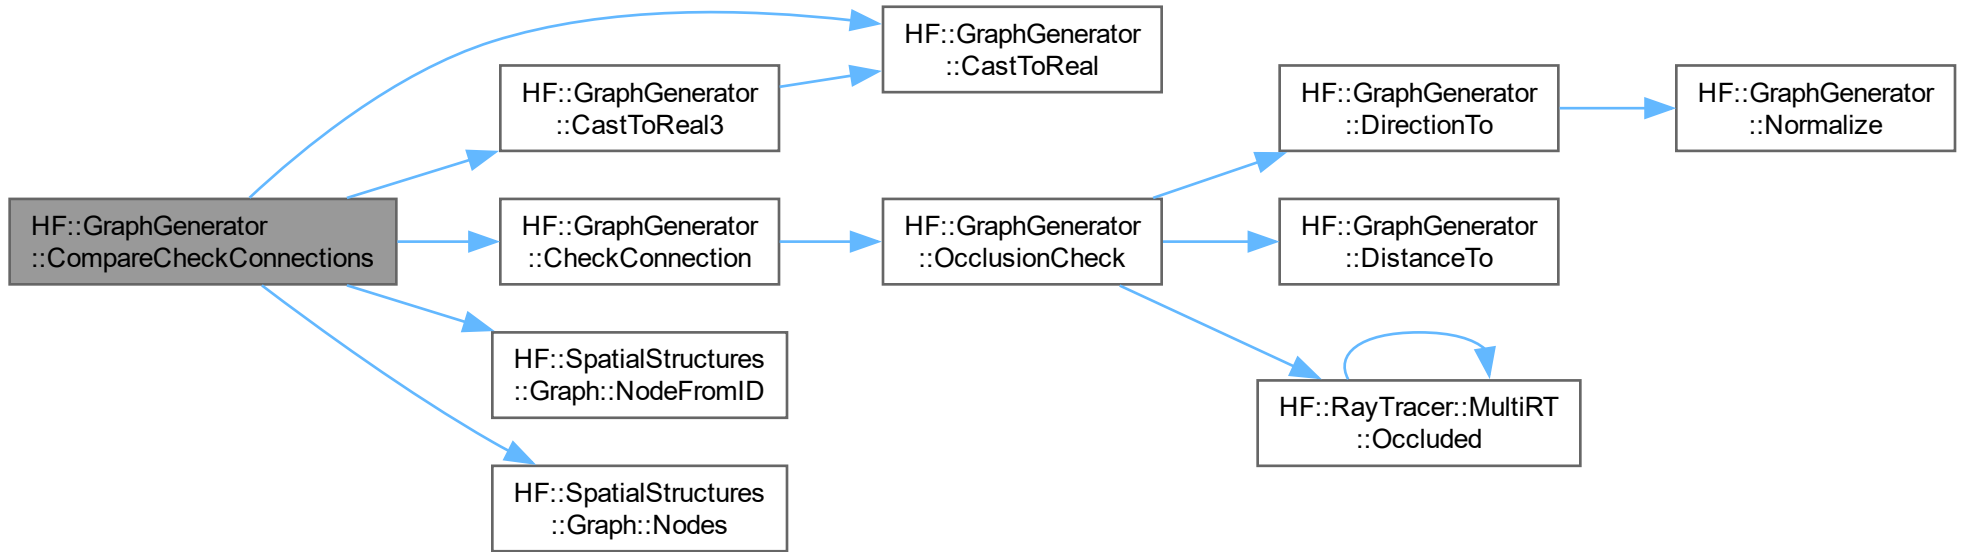 HF::GraphGenerator
::CompareCheckConnections
HF::GraphGenerator
::CastToReal3
HF::GraphGenerator
::CastToReal
HF::GraphGenerator
::CheckConnection
HF::GraphGenerator
::OcclusionCheck
HF::GraphGenerator
::DirectionTo
HF::GraphGenerator
::Normalize
HF::GraphGenerator
::DistanceTo
HF::RayTracer::MultiRT
::Occluded
HF::SpatialStructures
::Graph::NodeFromID
HF::SpatialStructures
::Graph::Nodes